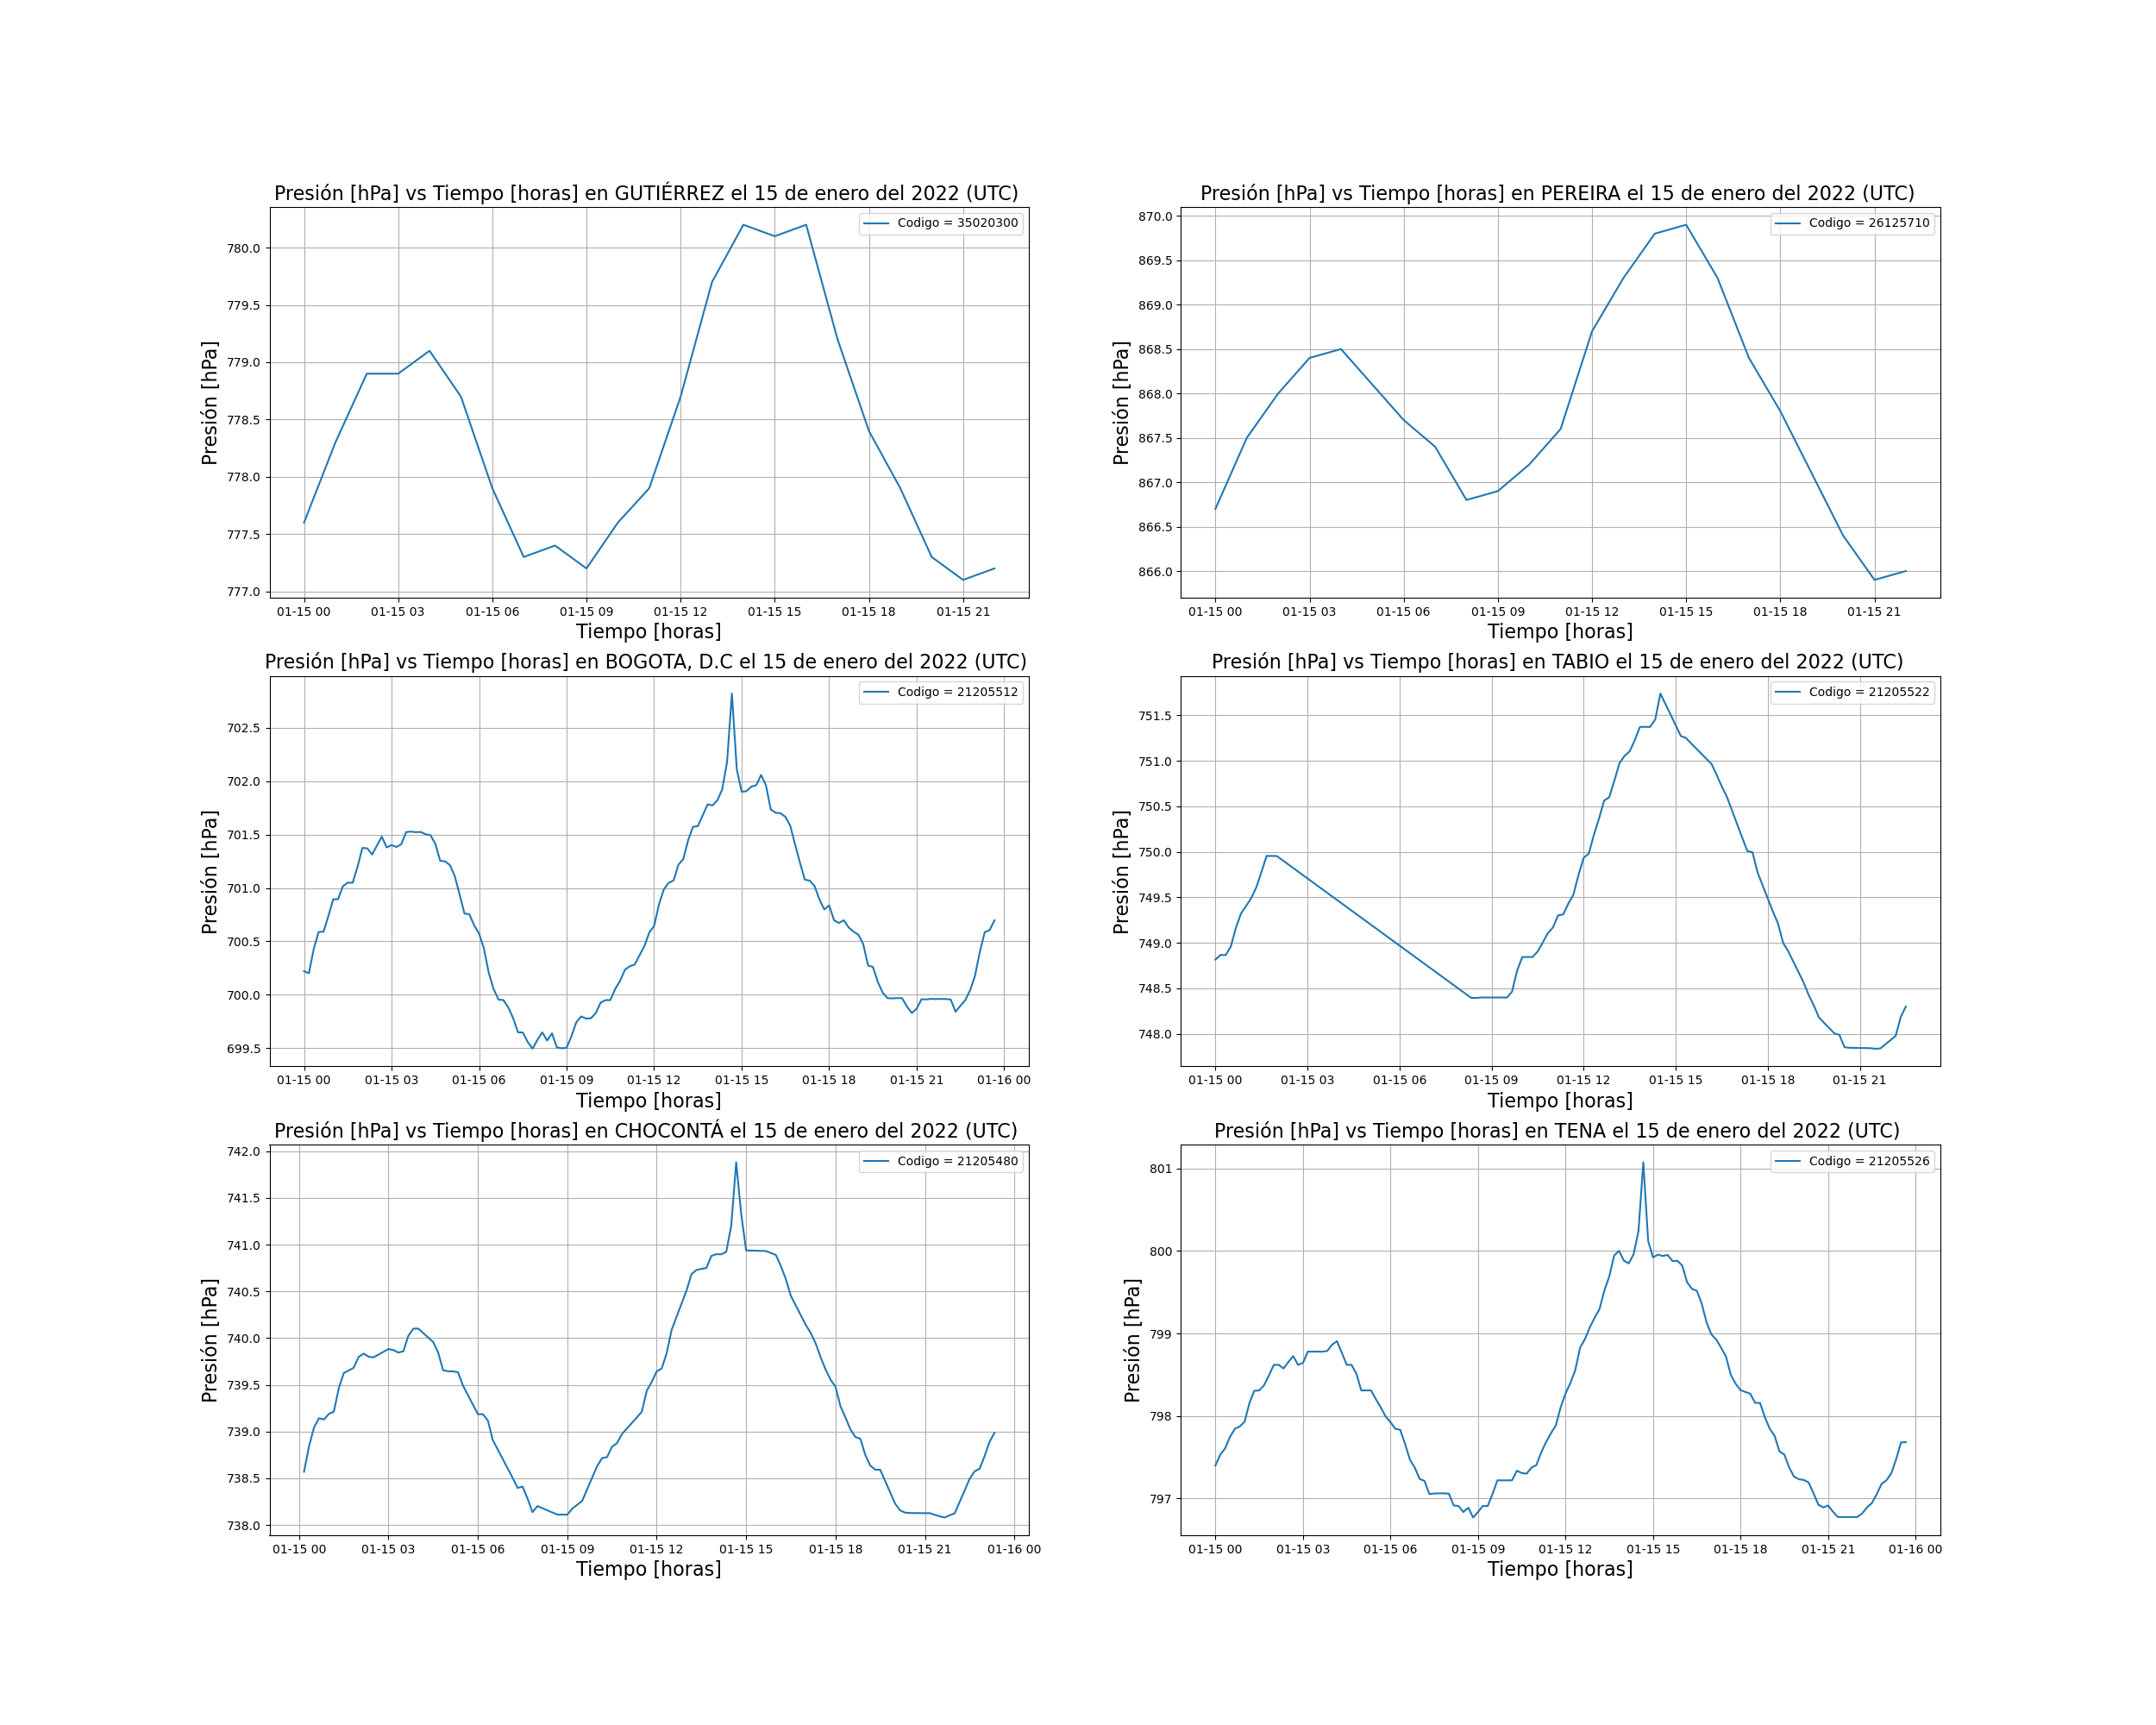 Presión [hPa] vs Tiempo [horas] en GUTIÉRREZ el 15 de enero del 2022 (UTC)
Codigo = 35020300
780.0
779.5
779.0
778.5
778.0
777.5
777.0
Presión [hPa]
01-15 00 01-15 03 01-15 06 01-15 09 01-15 12 01-15 15 01-15 18 01-15 21
Tiempo [horas]
Presión [hPa] vs Tiempo [horas] en PEREIRA el 15 de enero del 2022 (UTC)
Codigo = 26125710
870.0
869.5
869.0
868.5
868.0
867.5
867.0
866.5
866.0
Presión [hPa]
01-15 00 01-15 03 01-15 06 01-15 09 01-15 12 01-15 15 01-15 18 01-15 21
Tiempo [horas]
Presión [hPa] vs Tiempo [horas] en BOGOTA, D.C el 15 de enero del 2022 (UTC)
Codigo = 21205512
702.5
702.0
701.5
701.0
700.5
700.0
699.5
Presión [hPa]
01-15 00 01-15 03 01-15 06 01-15 09 01-15 12 01-15 15 01-15 18 01-15 21 01-16 00
Tiempo [horas]
Presión [hPa] vs Tiempo [horas] en TABIO el 15 de enero del 2022 (UTC)
Codigo = 21205522
751.5
751.0
750.5
750.0
749.5
749.0
748.5
748.0
Presión [hPa]
01-15 00 01-15 03 01-15 06 01-15 09 01-15 12 01-15 15 01-15 18 01-15 21
Tiempo [horas]
Presión [hPa] vs Tiempo [horas] en CHOCONTÁ el 15 de enero del 2022 (UTC)
Codigo = 21205480
742.0
741.5
741.0
740.5
740.0
739.5
739.0
738.5
738.0
Presión [hPa]
01-15 00 01-15 03 01-15 06 01-15 09 01-15 12 01-15 15 01-15 18 01-15 21 01-16 00
Tiempo [horas]
Presión [hPa] vs Tiempo [horas] en TENA el 15 de enero del 2022 (UTC)
Codigo = 21205526
801
800
799
798
797
Presión [hPa]
01-15 00 01-15 03 01-15 06 01-15 09 01-15 12 01-15 15 01-15 18 01-15 21 01-16 00
Tiempo [horas]